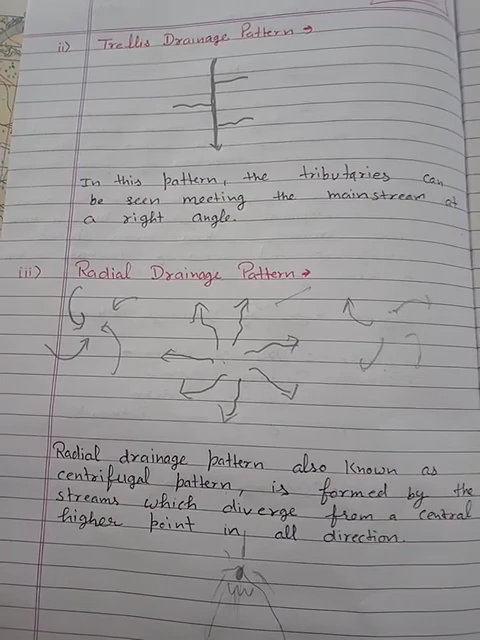 ii) Trellis Drainage Pattern →
In this pattern, the tributaries can
be seen meeting the mainstream at
a right angle.
iii) Radial Drainage Pattern →
Radial drainage pattern also known as
centrifugal pattern, is formed by the
streams which diverge from a central
higher point in all direction.